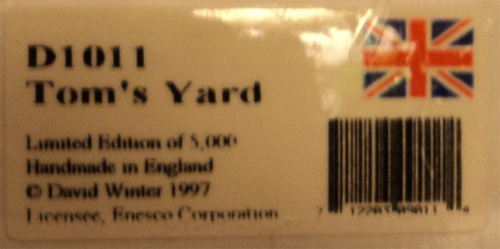 D1011
Tom's Yard
Limited Edition of 5,000
Handmade in England
© David Winter 1997
Licensee, Enesco Corporation